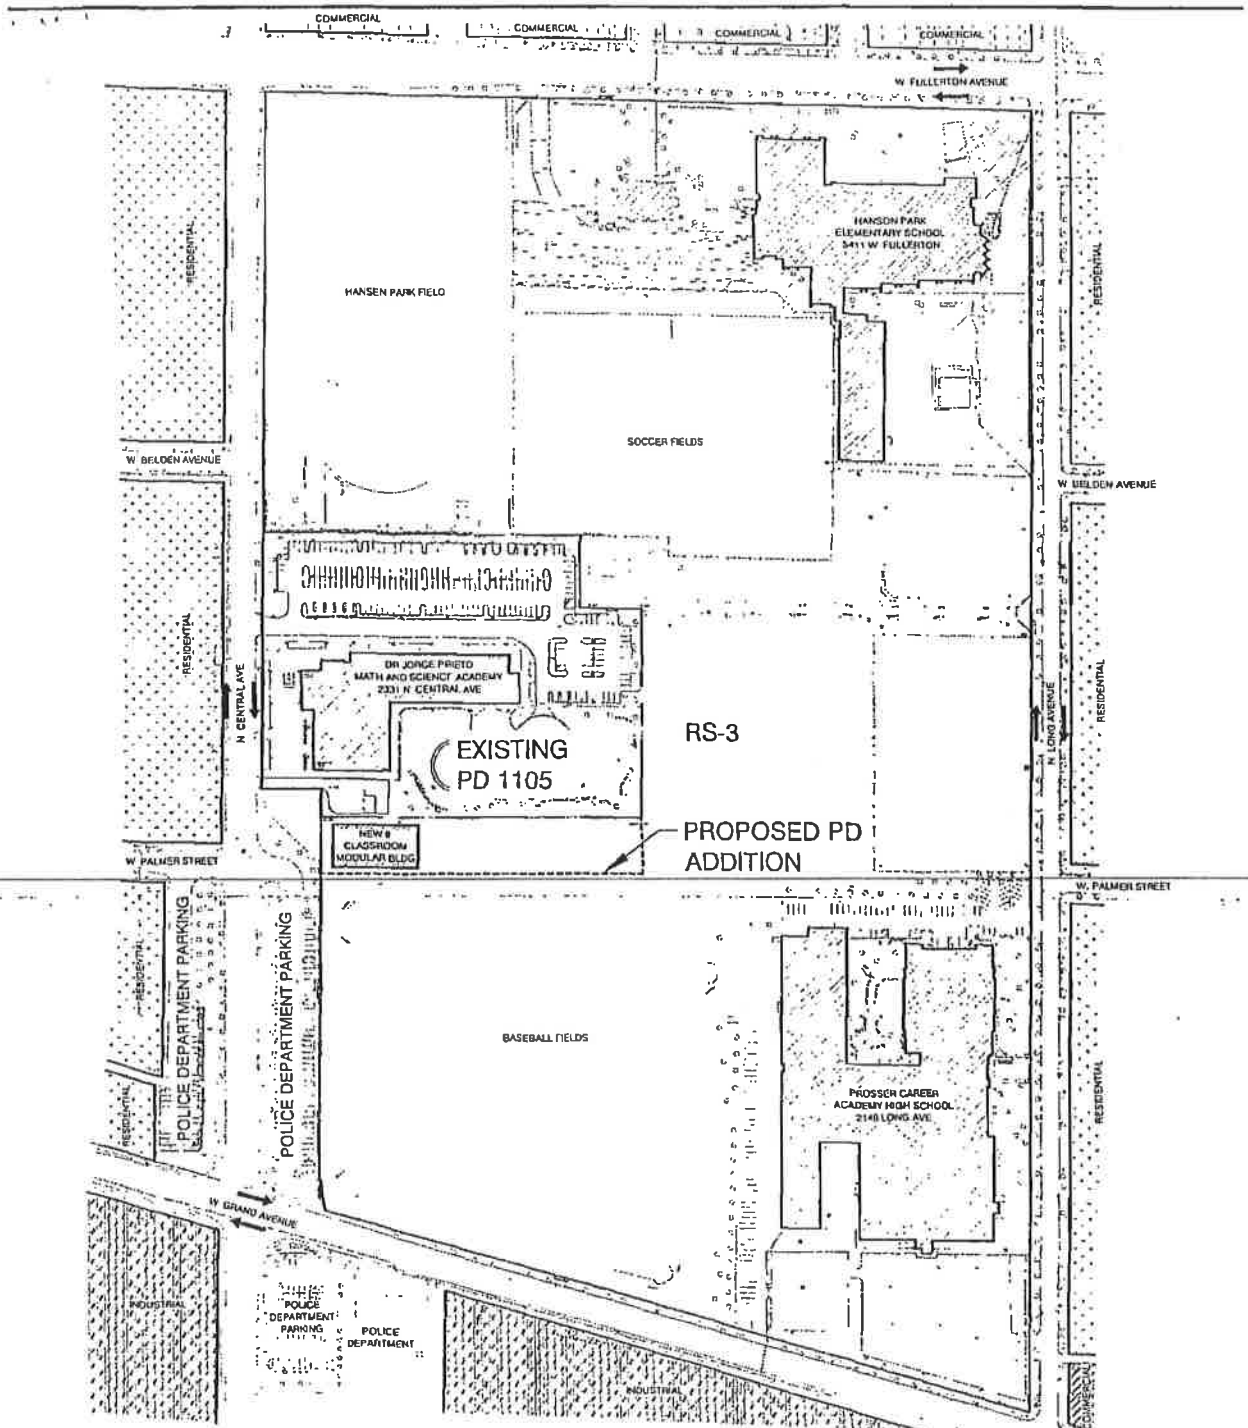 COMMERCIAL
COMMERCIAL
COMMERCIAL
COMMERCIAL
W. FULLERTON AVENUE
HANSON PARK
ELEMENTARY SCHOOL
5411 W. FULLERTON
RESIDENTIAL
RESIDENTIAL
HANSEN PARK FIELD
SOCCER FIELDS
W. BELDEN AVENUE
W BELDEN AVENUE
RESIDENTIAL
N CENTRAL AVE
DR JORGE PRIETO
MATH AND SCIENCE ACADEMY
2331 N CENTRAL AVE
RESIDENTIAL
N LONG AVENUE
RS-3
EXISTING
PD 1105
PROPOSED PD
ADDITION
NEW 8
CLASSROOM
MODULAR BLDG
W. PALMER STREET
W. PALMER STREET
RESIDENTIAL
POLICE DEPARTMENT PARKING
POLICE DEPARTMENT PARKING
BASEBALL FIELDS
PROSSER CAREER
ACADEMY HIGH SCHOOL
2148 LONG AVE
RESIDENTIAL
RESIDENTIAL
W GRAND AVENUE
INDUSTRIAL
POLICE
DEPARTMENT
PARKING
POLICE
DEPARTMENT
INDUSTRIAL
COMMERCIAL